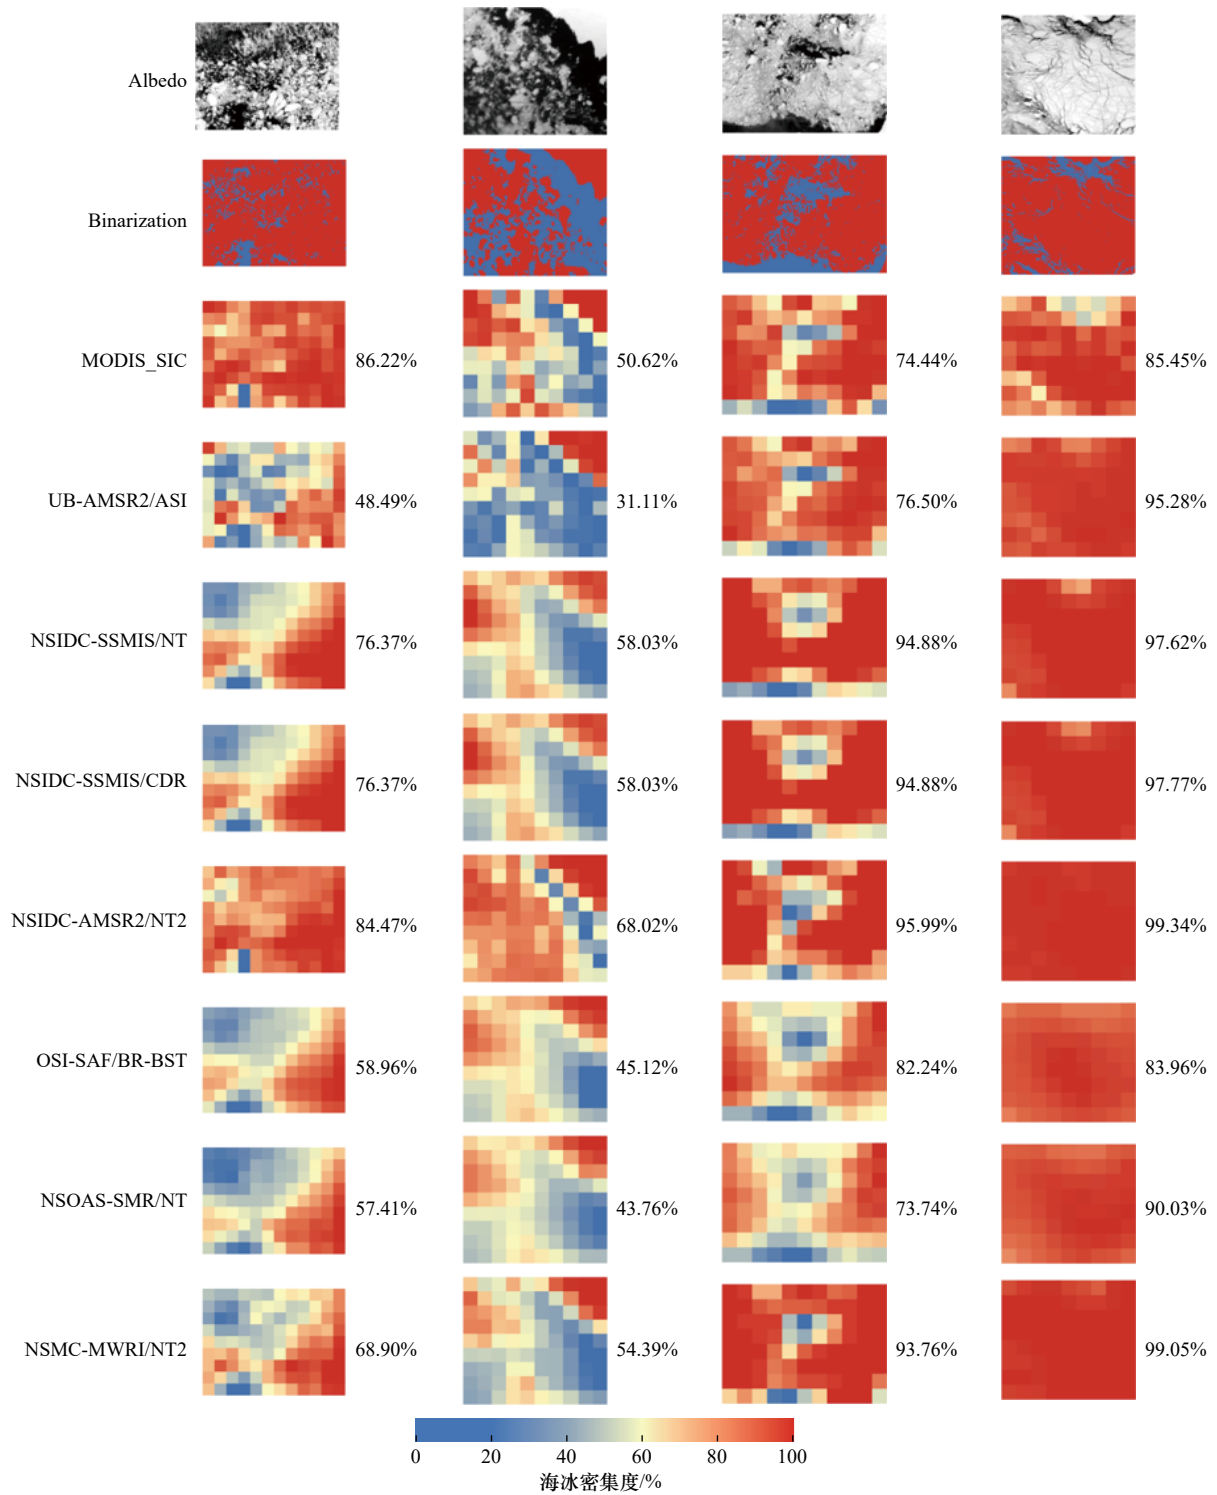 Albedo
Binarization
MODIS_SIC 86.22% 50.62% 74.44% 85.45%
UB-AMSR2/ASI 48.49% 31.11% 76.50% 95.28%
NSIDC-SSMIS/NT 76.37% 58.03% 94.88% 97.62%
NSIDC-SSMIS/CDR 76.37% 58.03% 94.88% 97.77%
NSIDC-AMSR2/NT2 84.47% 68.02% 95.99% 99.34%
OSI-SAF/BR-BST 58.96% 45.12% 82.24% 83.96%
NSOAS-SMR/NT 57.41% 43.76% 73.74% 90.03%
NSMC-MWRI/NT2 68.90% 54.39% 93.76% 99.05%
0 20 40 60 80 100
海冰密集度/%